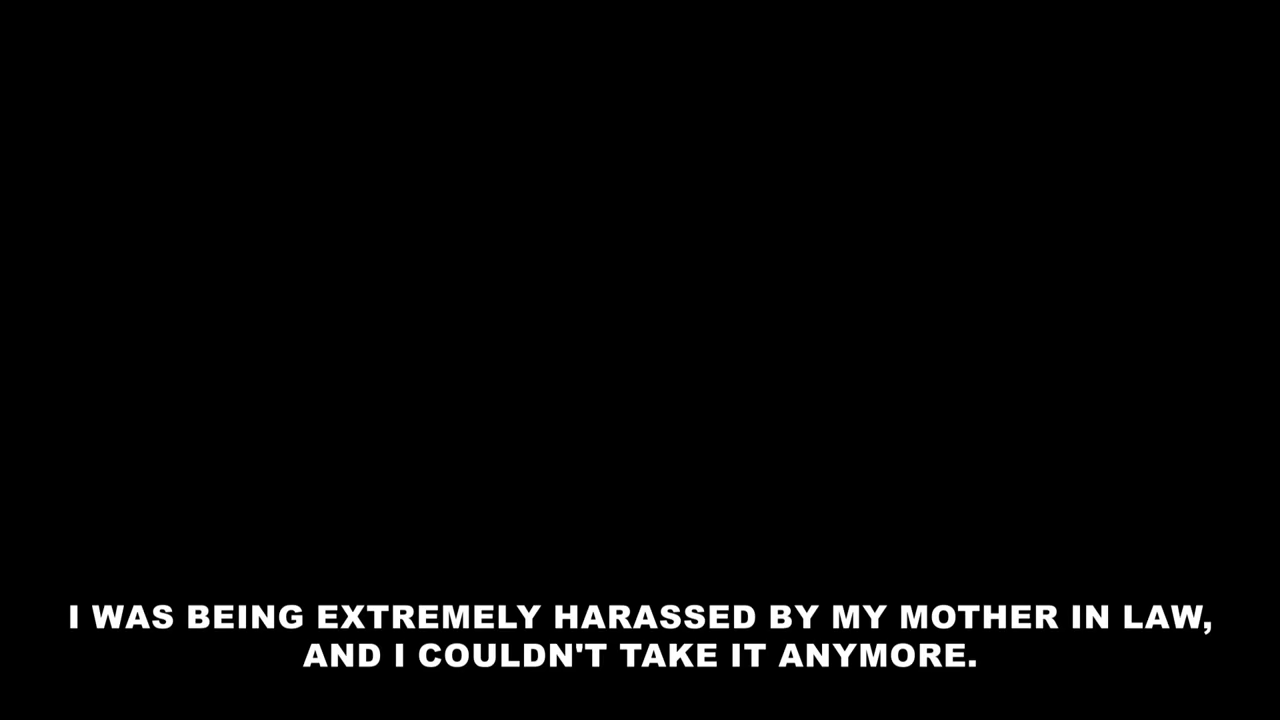 I WAS BEING EXTREMELY HARASSED BY MY MOTHER IN LAW,
AND I COULDN'T TAKE IT ANYMORE.